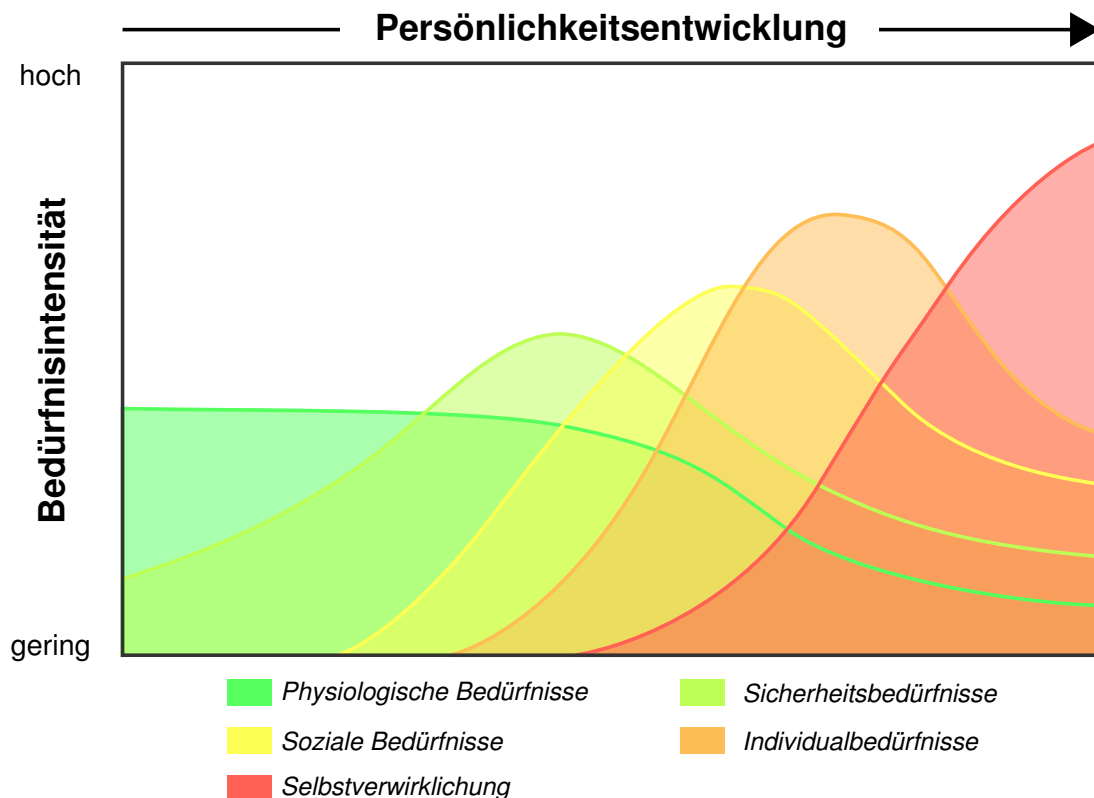 Persönlichkeitsentwicklung
hoch
Bedürfnisintensität
gering
Physiologische Bedürfnisse
Sicherheitsbedürfnisse
Soziale Bedürfnisse
Individualbedürfnisse
Selbstverwirklichung